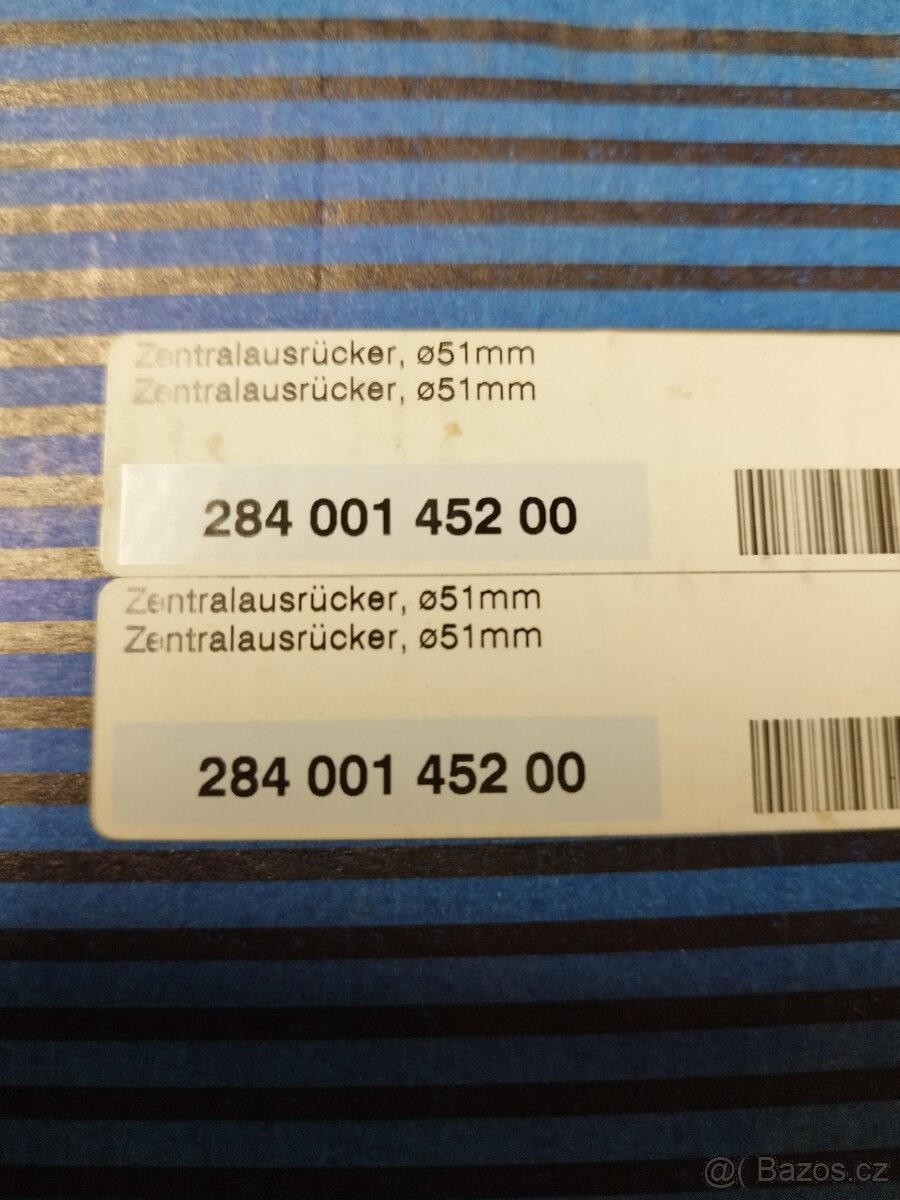 Zentralausrücker, ø51mm
Zentralausrücker, ø51mm
284 001 452 00
Zentralausrücker, ø51mm
Zentralausrücker, ø51mm
284 001 452 00
@( Bazos.cz